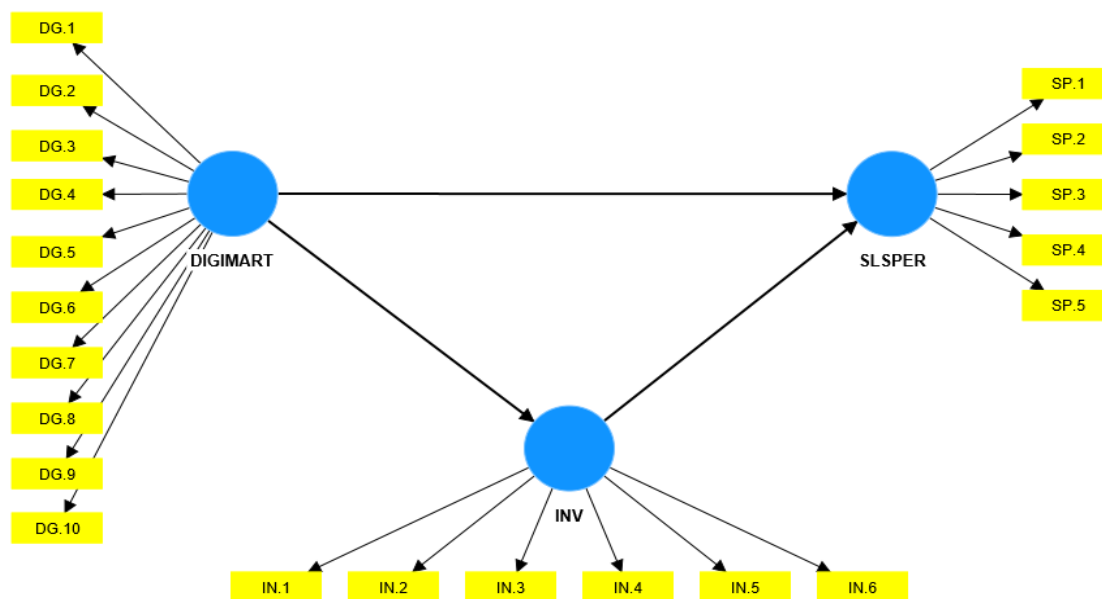 DG.1
DG.2
DG.3
DG.4
DG.5
DG.6
DG.7
DG.8
DG.9
DG.10
DIGIMART
SP.1
SP.2
SP.3
SP.4
SP.5
SLSPER
INV
IN.1
IN.2
IN.3
IN.4
IN.5
IN.6